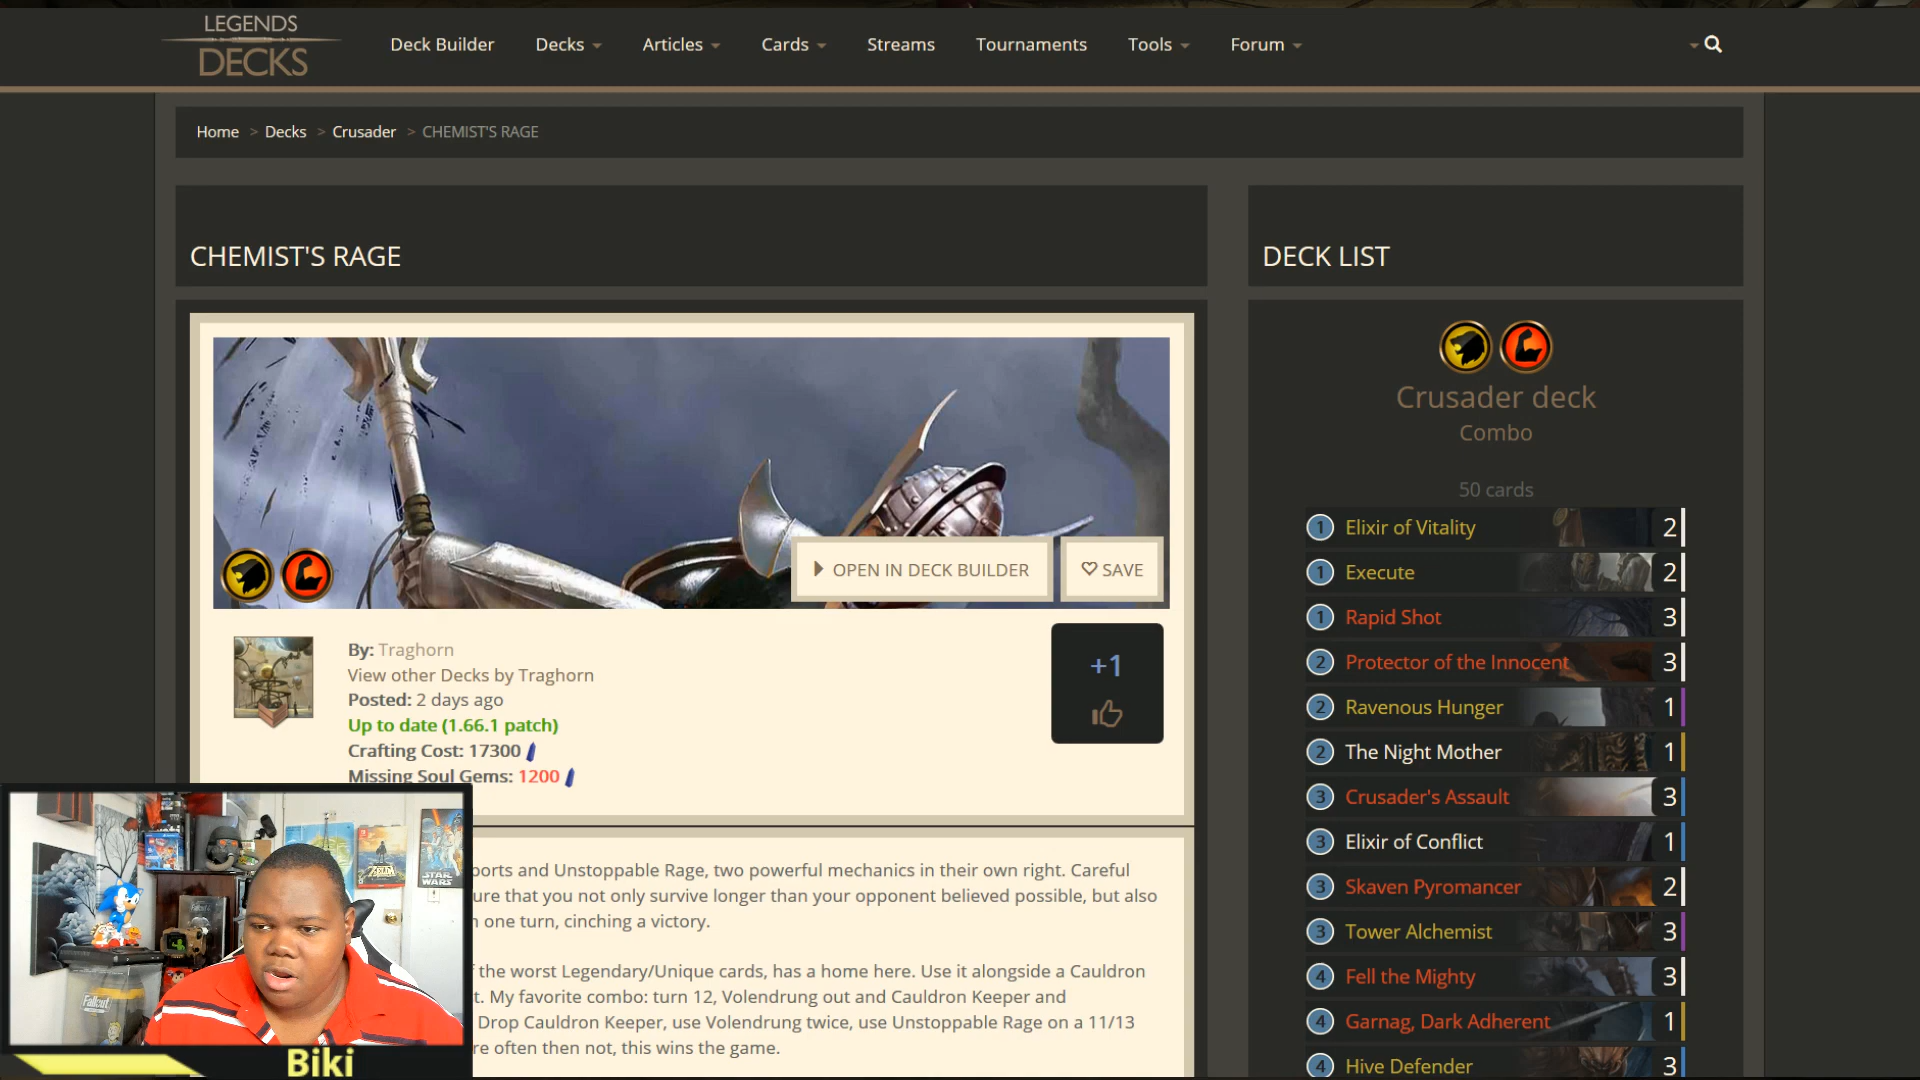 LEGENDS
DECKS
Deck Builder
Decks
Articles
Cards
Streams
Tournaments
Tools
Forum
Home > Decks > Crusader > CHEMIST'S RAGE
CHEMIST'S RAGE
OPEN IN DECK BUILDER
SAVE
By: Traghorn
View other Decks by Traghorn
Posted: 2 days ago
Up to date (1.66.1 patch)
Crafting Cost: 17300
Missing Soul Gems: 1200
+1
ports and Unstoppable Rage, two powerful mechanics in their own right. Careful
ure that you not only survive longer than your opponent believed possible, but also
n one turn, cinching a victory.
f the worst Legendary/Unique cards, has a home here. Use it alongside a Cauldron
t. My favorite combo: turn 12, Volendrung out and Cauldron Keeper and
Drop Cauldron Keeper, use Volendrung twice, use Unstoppable Rage on a 11/13
re often then not, this wins the game.
DECK LIST
Crusader deck
Combo
50 cards
1 Elixir of Vitality 2
1 Execute 2
1 Rapid Shot 3
2 Protector of the Innocent 3
2 Ravenous Hunger 1
2 The Night Mother 1
3 Crusader's Assault 3
3 Elixir of Conflict 1
3 Skaven Pyromancer 2
3 Tower Alchemist 3
4 Fell the Mighty 3
4 Garnag, Dark Adherent 1
4 Hive Defender 3
ZELDA
STAR
WARS
Fallout
Biki